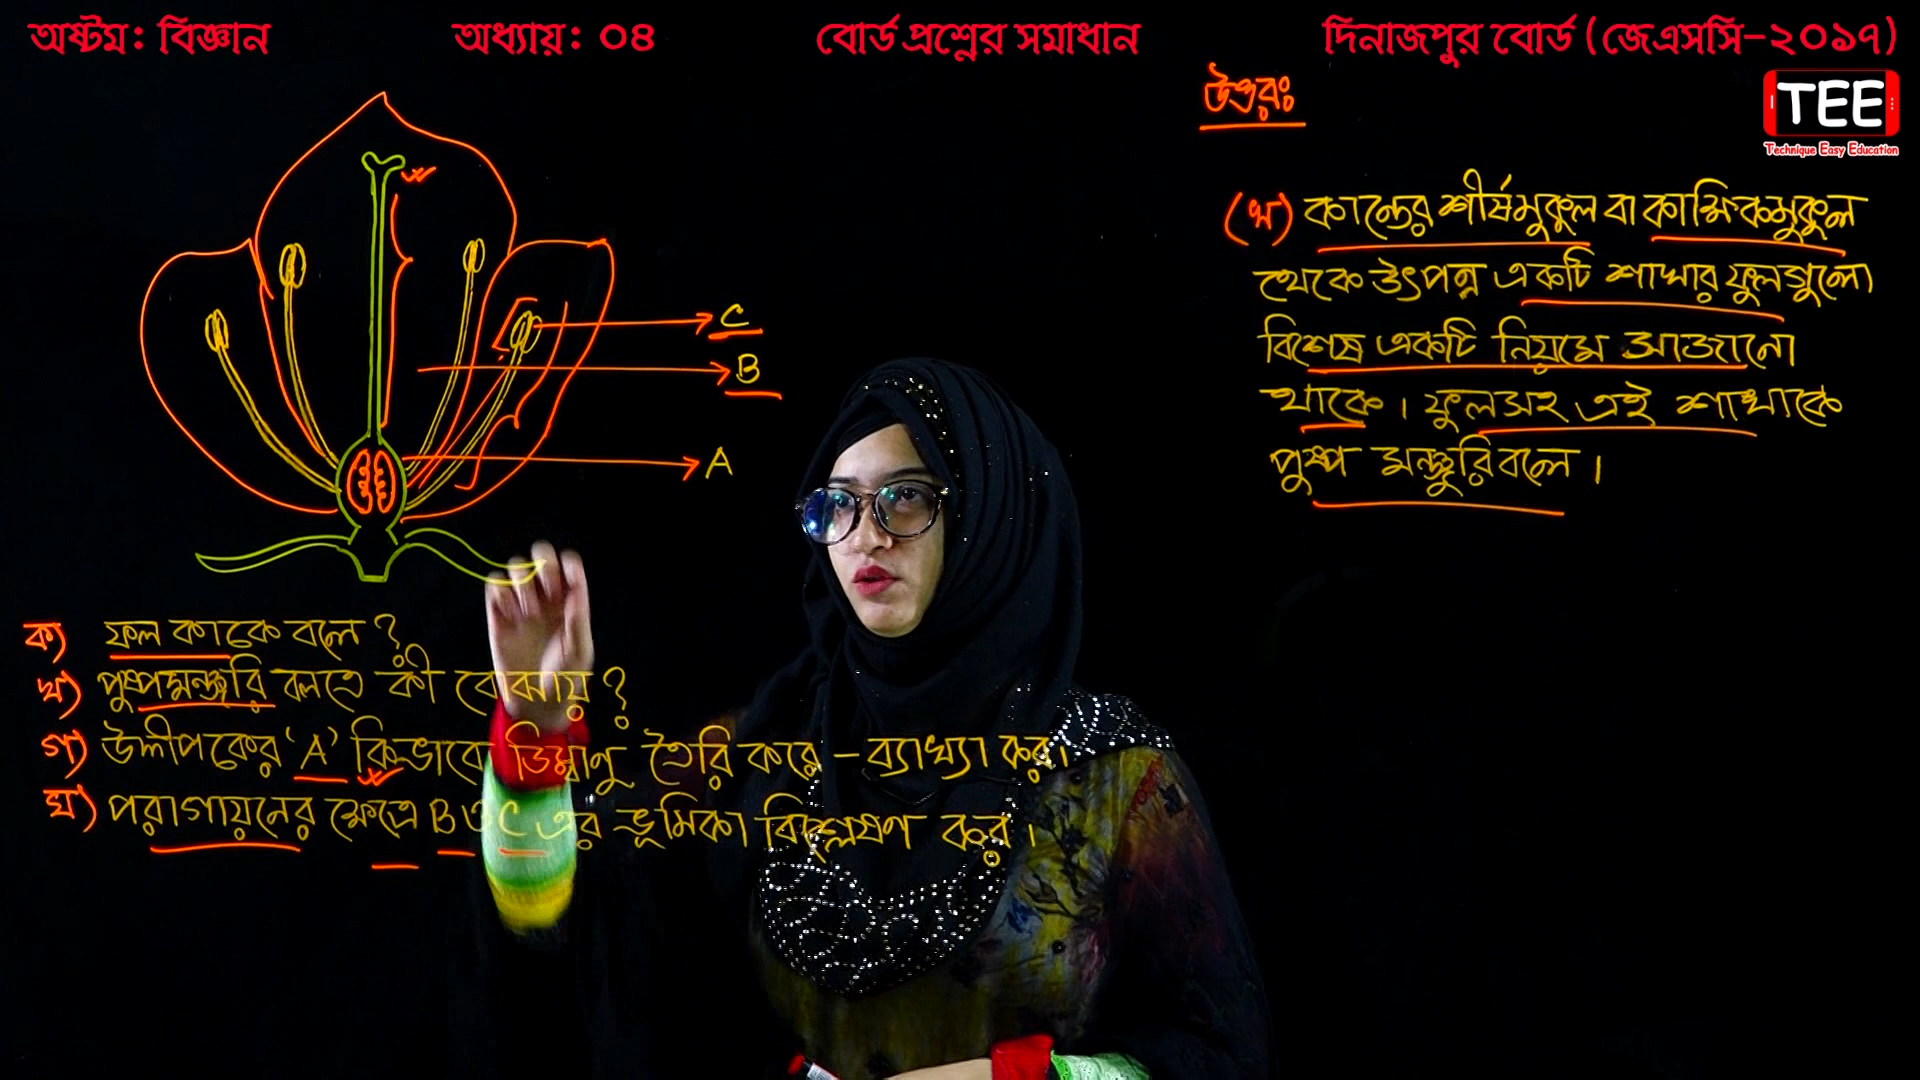 অষ্টম: বিজ্ঞান
অধ্যায়: ০৪
বোর্ড প্রশ্নের সমাধান
দিনাজপুর বোর্ড (জেএসসি-২০১৭)
TEE
Technique Easy Education
C
B
A
উত্তরঃ
(খ) কান্ডের শীর্ষমুকুল বা কাক্ষিকমুকুল
থেকে উৎপন্ন একটি শাখার ফুলগুলো
বিশেষ একটি নিয়মে সাজানো
থাকে। ফুলসহ এই শাখাকে
পুষ্প মঞ্জুরি বলে।
ক) ফল কাকে বলে?
খ) পুষ্পমঞ্জরি বলতে কী বোঝায়?
গ) উদ্দীপকের 'A' কিভাবে ডিম্বাণু তৈরি করে – ব্যাখ্যা কর।
ঘ) পরাগায়নের ক্ষেত্রে B ও C এর ভূমিকা বিশ্লেষণ কর।